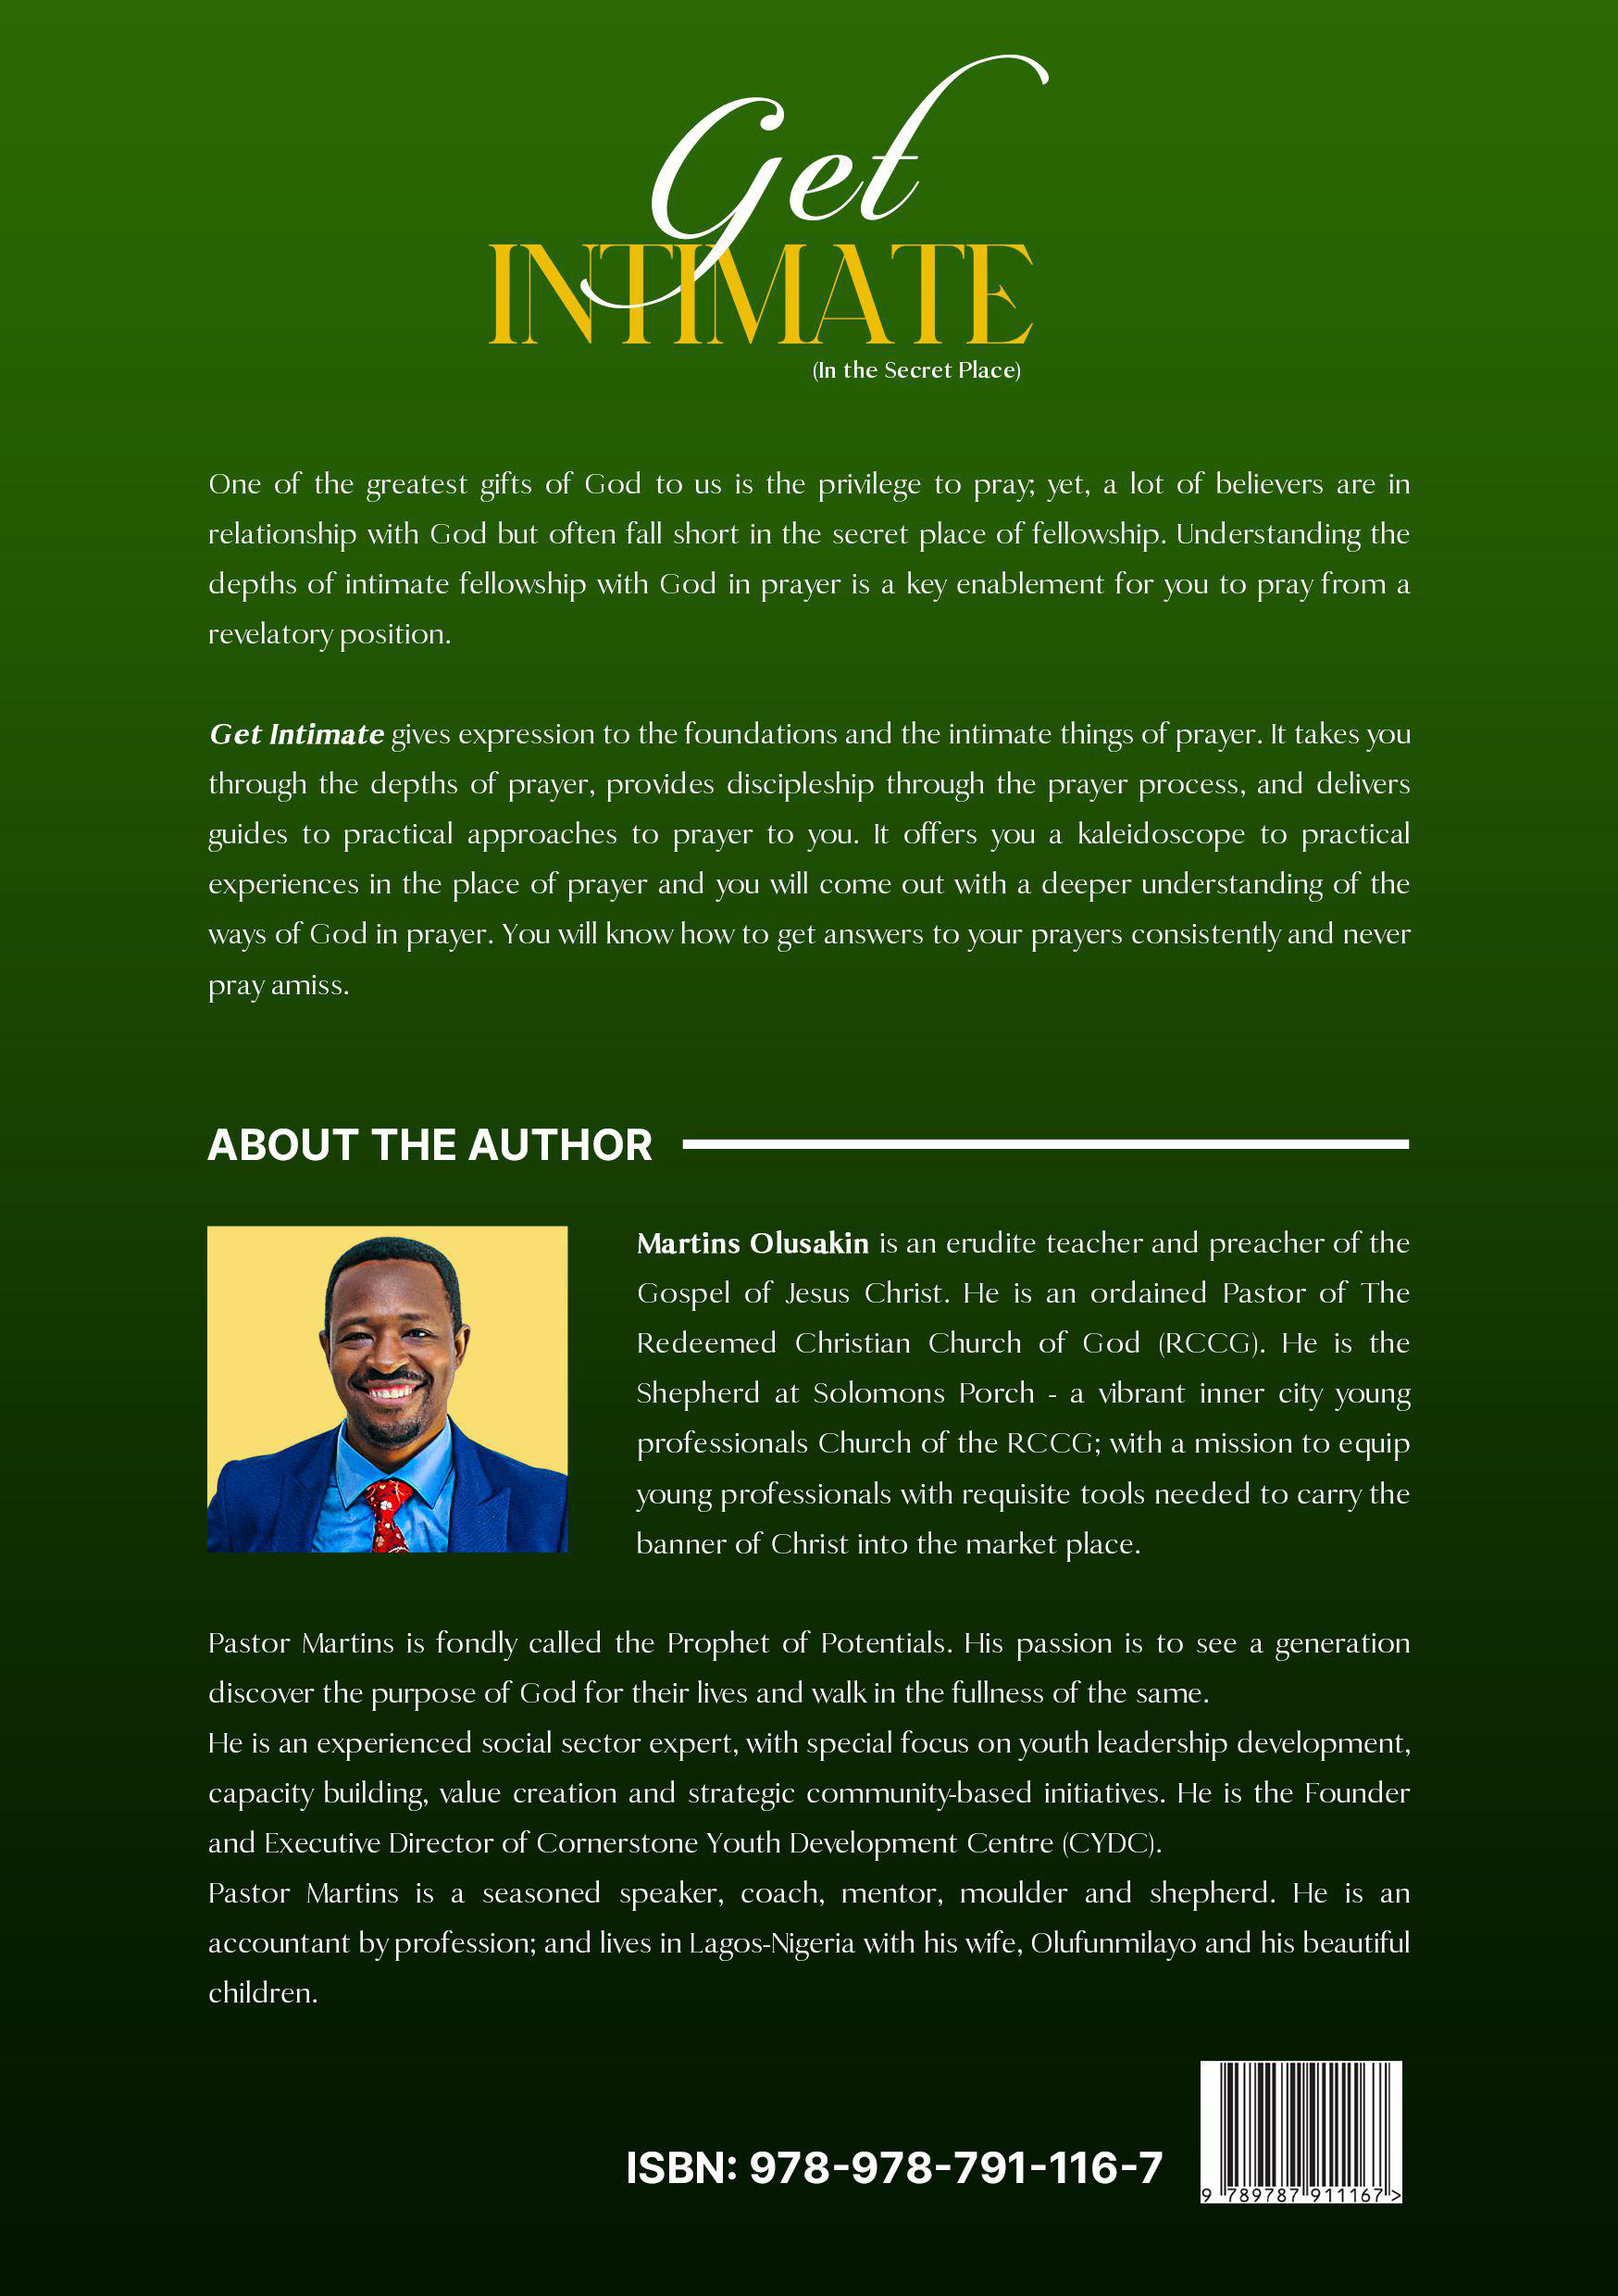 Get
INTIMATE
(In the Secret Place)
One of the greatest gifts of God to us is the privilege to pray; yet, a lot of believers are in
relationship with God but often fall short in the secret place of fellowship. Understanding the
depths of intimate fellowship with God in prayer is a key enablement for you to pray from a
revelatory position.
Get Intimate gives expression to the foundations and the intimate things of prayer. It takes you
through the depths of prayer, provides discipleship through the prayer process, and delivers
guides to practical approaches to prayer to you. It offers you a kaleidoscope to practical
experiences in the place of prayer and you will come out with a deeper understanding of the
ways of God in prayer. You will know how to get answers to your prayers consistently and never
pray amiss.
ABOUT THE AUTHOR
Martins Olusakin is an erudite teacher and preacher of the
Gospel of Jesus Christ. He is an ordained Pastor of The
Redeemed Christian Church of God (RCCG). He is the
Shepherd at Solomons Porch - a vibrant inner city young
professionals Church of the RCCG; with a mission to equip
young professionals with requisite tools needed to carry the
banner of Christ into the market place.
Pastor Martins is fondly called the Prophet of Potentials. His passion is to see a generation
discover the purpose of God for their lives and walk in the fullness of the same.
He is an experienced social sector expert, with special focus on youth leadership development,
capacity building, value creation and strategic community-based initiatives. He is the Founder
and Executive Director of Cornerstone Youth Development Centre (CYDC).
Pastor Martins is a seasoned speaker, coach, mentor, moulder and shepherd. He is an
accountant by profession; and lives in Lagos-Nigeria with his wife, Olufunmilayo and his beautiful
children.
ISBN: 978-978-791-116-7
9 789787 911167 >